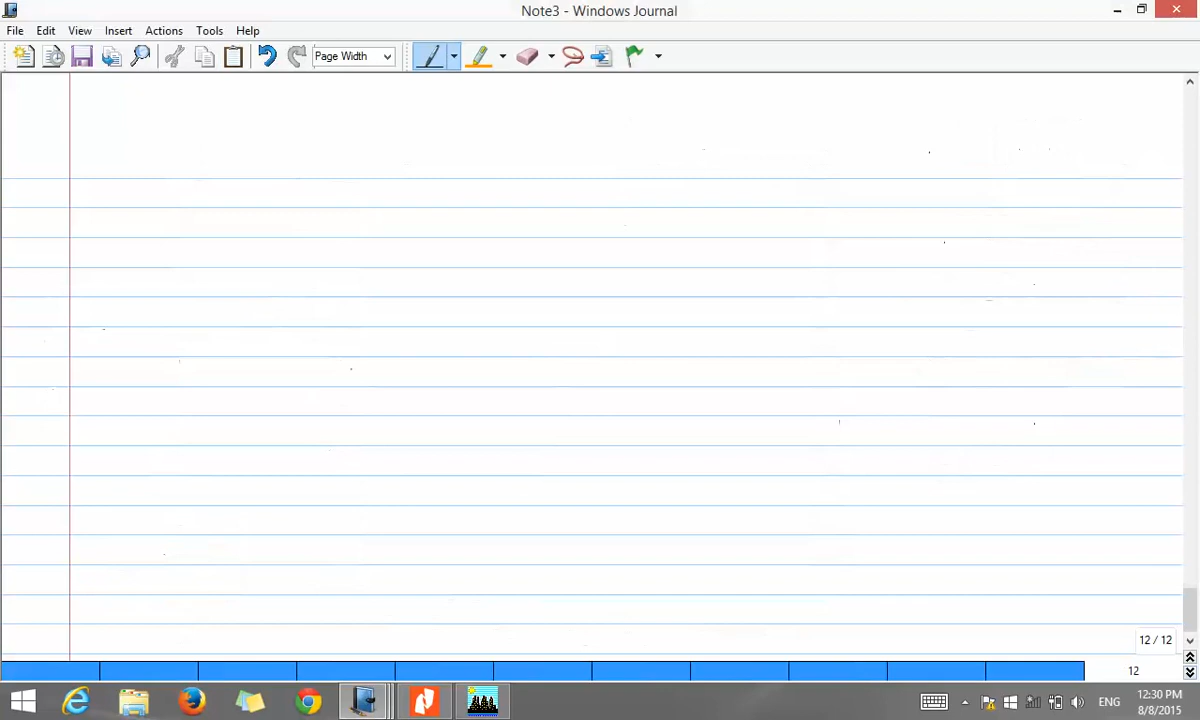 Note3 - Windows Journal
File Edit View Insert Actions Tools Help
Page Width
12 / 12
12
ENG
12:30 PM
8/8/2015